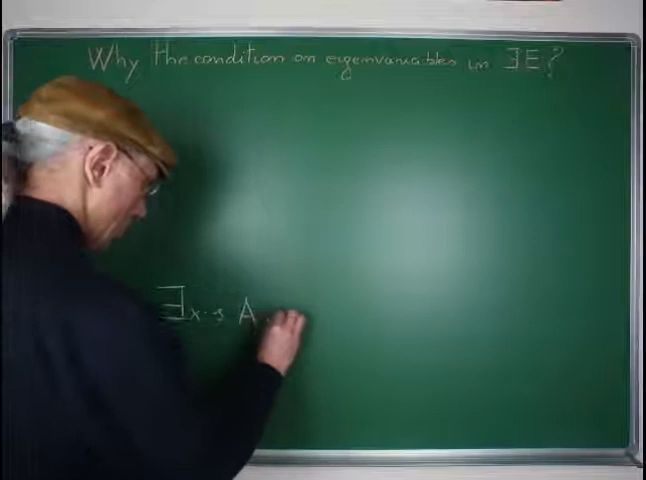 Why the condition on eigenvariables in ∃E?
∃x:S A